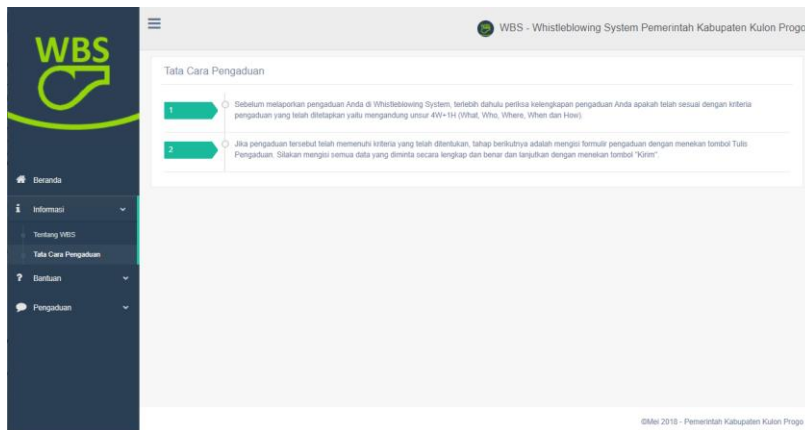 WBS
Beranda
Informasi
Tentang WBS
Tata Cara Pengaduan
Bantuan
Pengaduan
WBS - Whistleblowing System Pemerintah Kabupaten Kulon Progo
Tata Cara Pengaduan
1
Sebelum melaporkan pengaduan Anda di Whistleblowing System, terlebih dahulu periksa kelengkapan pengaduan Anda apakah telah sesuai dengan kriteria
pengaduan yang telah ditetapkan yaitu mengandung unsur 4W+1H (What, Who, Where, When dan How).
2
Jika pengaduan tersebut telah memenuhi kriteria yang telah ditentukan, tahap berikutnya adalah mengisi formulir pengaduan dengan menekan tombol Tulis
Pengaduan. Silakan mengisi semua data yang diminta secara lengkap dan benar dan lanjutkan dengan menekan tombol "Kirim".
©Mei 2018 - Pemerintah Kabupaten Kulon Progo